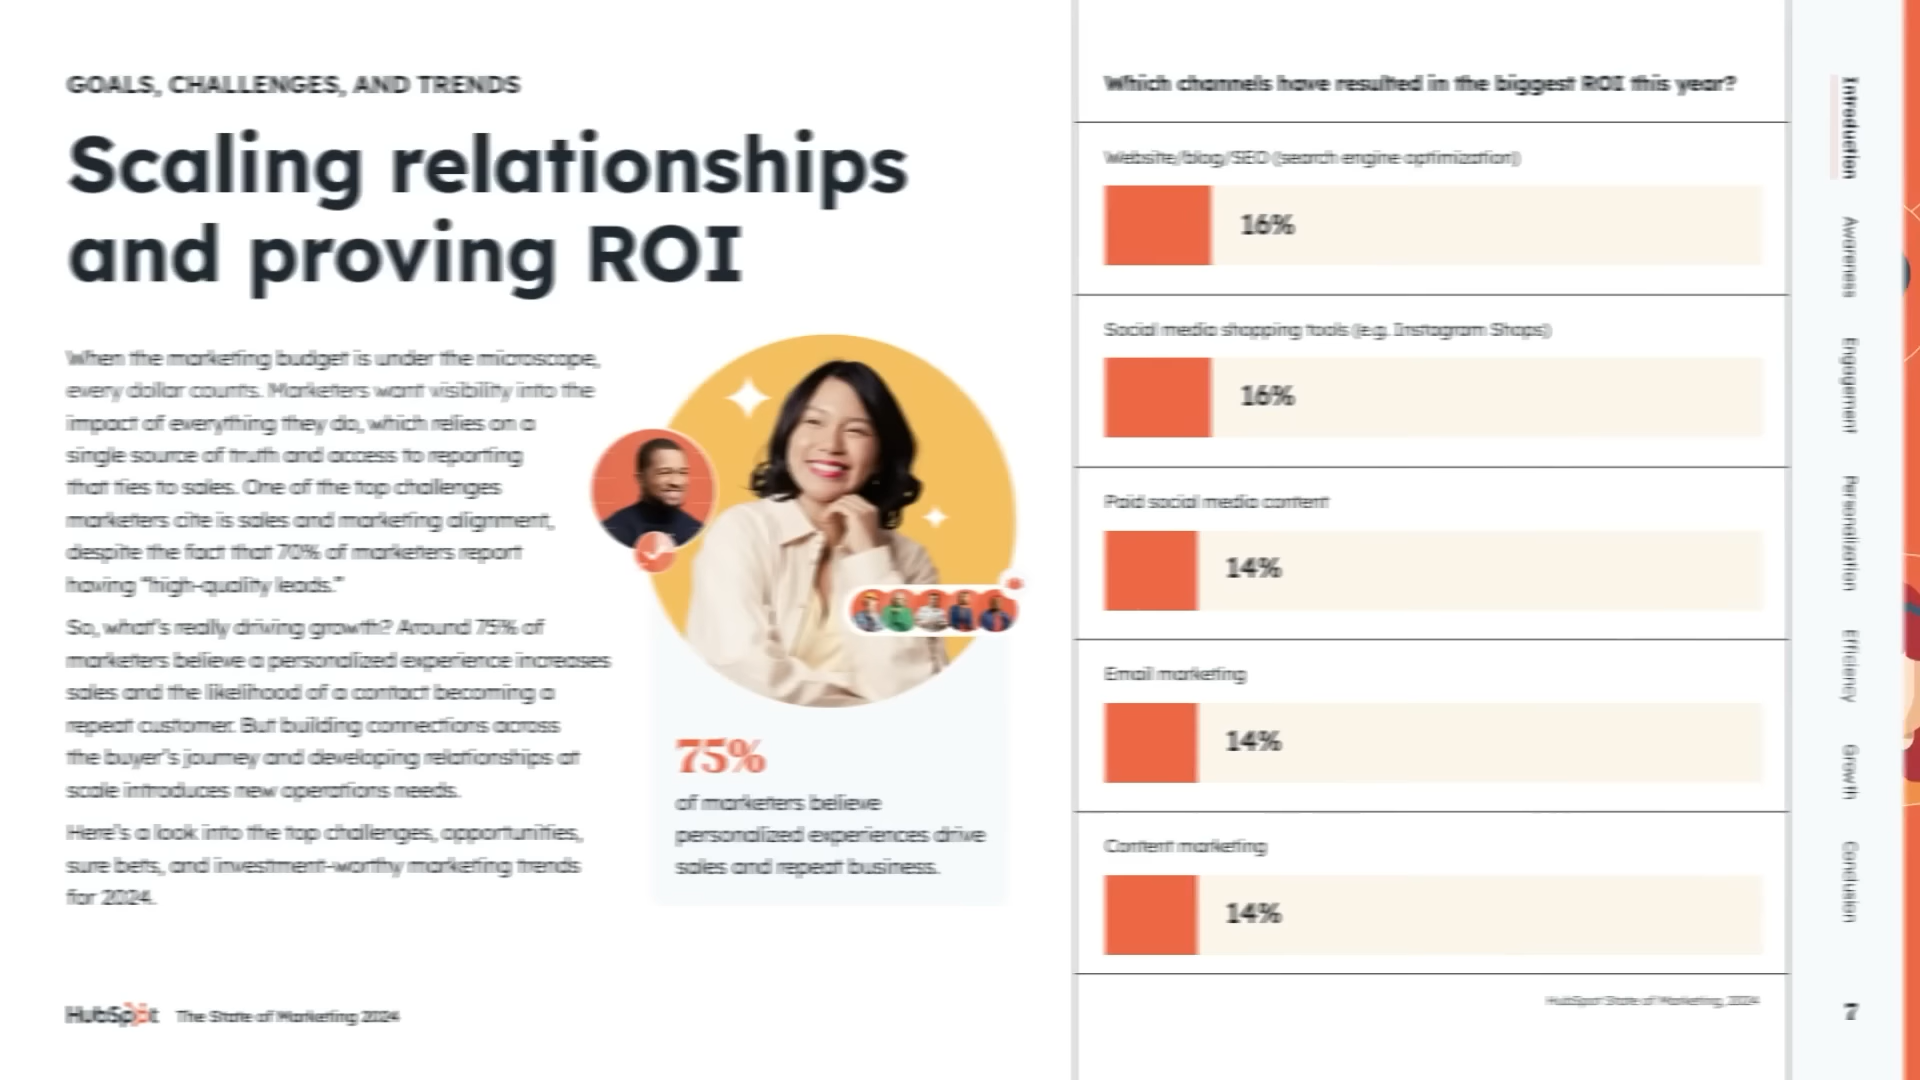 GOALS, CHALLENGES, AND TRENDS
Scaling relationships
and proving ROI
When the marketing budget is under the microscope,
every dollar counts. Marketers want visibility into the
impact of everything they do, which relies on a
single source of truth and access to reporting
that ties to sales. One of the top challenges
marketers cite is sales and marketing alignment,
despite the fact that 70% of marketers report
having "high-quality leads."
So, what's really driving growth? Around 75% of
marketers believe a personalized experience increases
sales and the likelihood of a contact becoming a
repeat customer. But building connections across
the buyer's journey and developing relationships at
scale introduces new operations needs.
Here's a look into the top challenges, opportunities,
sure bets, and investment-worthy marketing trends
for 2024.
75%
of marketers believe
personalized experiences drive
sales and repeat business.
HubSpot The State of Marketing 2024
Which channels have resulted in the biggest ROI this year?
Website/blog/SEO (search engine optimization)
16%
Social media shopping tools (e.g. Instagram Shops)
16%
Paid social media content
14%
Email marketing
14%
Content marketing
14%
HubSpot State of Marketing, 2024
Introduction
Awareness
Engagement
Personalization
Efficiency
Growth
Conclusion
7